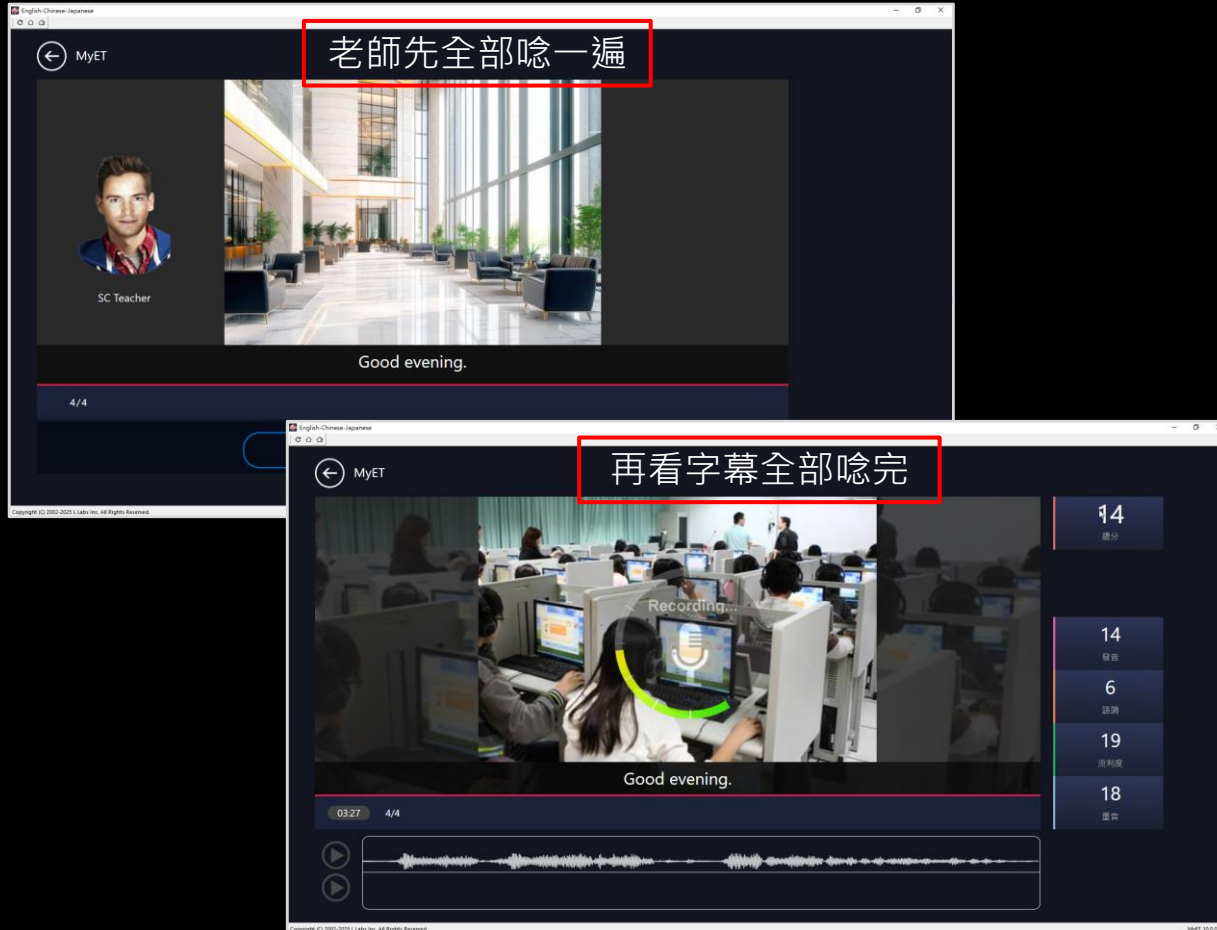 English-Chinese-Japanese
MyET
老師先全部唸一遍
SC Teacher
Good evening.
4/4
Copyright (C) 2002-2025 L Labs Inc. All Rights Reserved.
English-Chinese-Japanese
MyET
再看字幕全部唸完
Recording...
Good evening.
03:27 4/4
14
總分
14
發音
6
語調
19
流利度
18
重音
Copyright (C) 2002-2025 L Labs Inc. All Rights Reserved.